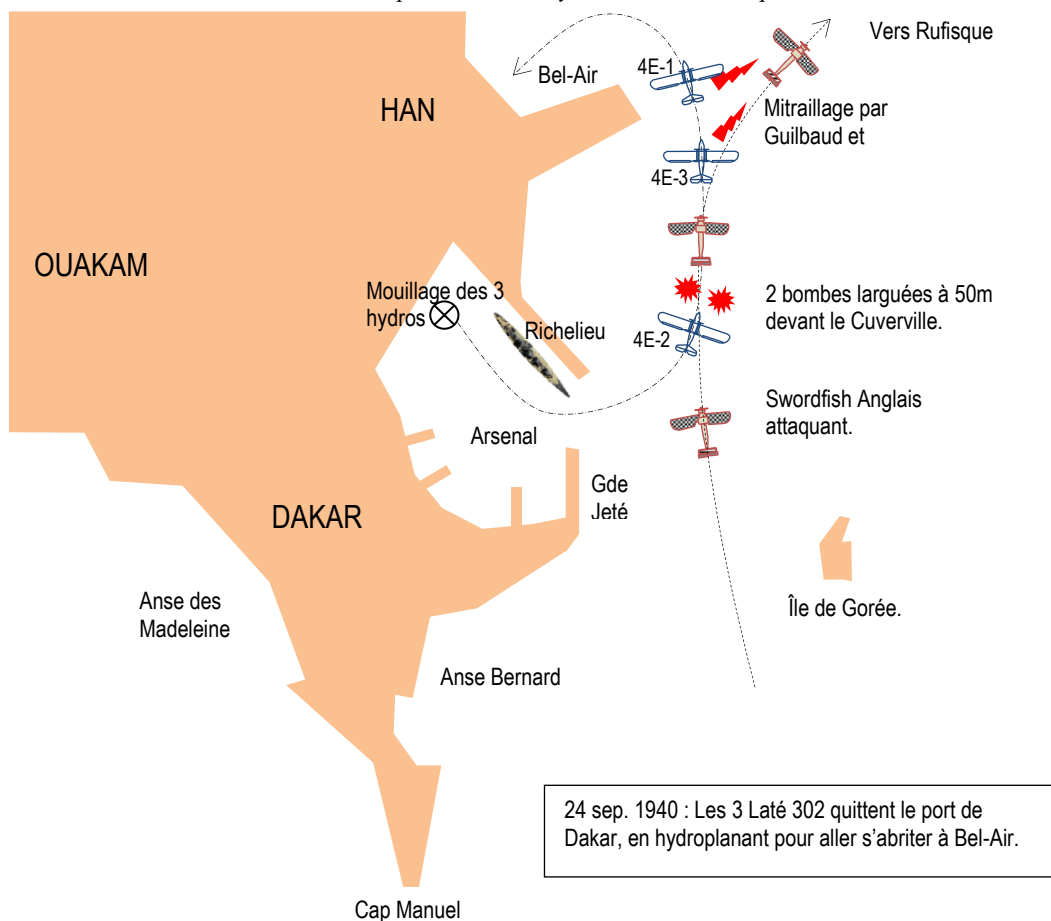 Vers Rufisque
4E-1
Bel-Air
HAN
Mitraillage par
Guilbaud et
4E-3
OUAKAM
Mouillage des 3
hydros
Richelieu
2 bombes larguées à 50m
devant le Cuverville.
4E-2
Swordfish Anglais
attaquant.
Arsenal
Gde
Jeté
DAKAR
Anse des
Madeleine
Île de Gorée.
Anse Bernard
24 sep. 1940 : Les 3 Laté 302 quittent le port de
Dakar, en hydroplanant pour aller s’abriter à Bel-Air.
Cap Manuel